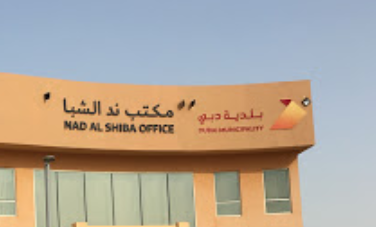 مكتب ند الشبا
NAD AL SHIBA OFFICE
بلدية دبي
DUBAI MUNICIPALITY